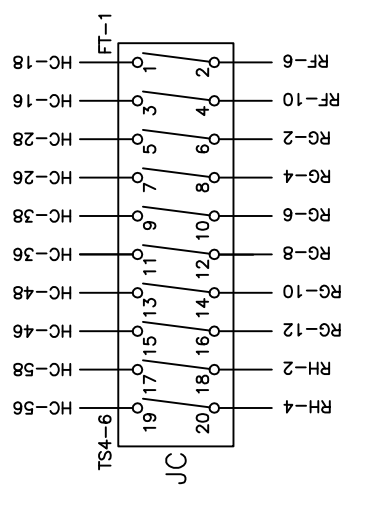 FT-1
HC-18 1 2 RF-6
HC-16 3 4 RF-10
HC-28 5 6 RG-2
HC-26 7 8 RG-4
HC-38 9 10 RG-6
HC-36 11 12 RG-8
HC-48 13 14 RG-10
HC-46 15 16 RG-12
HC-58 17 18 RH-2
HC-56 19 20 RH-4
TS4-6
JC